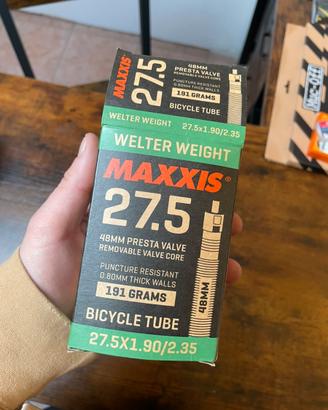 MAXXIS
27.5
48MM
PRESTA VALVE
REMOVABLE VALVE CORE
PUNCTURE RESISTANT
0.80MM THICK WALLS
191 GRAMS
BICYCLE TUBE
WELTER WEIGHT 27.5x1.90/2.35
WELTER WEIGHT
MAXXIS®
27.5
48MM PRESTA VALVE
REMOVABLE VALVE CORE
PUNCTURE RESISTANT
0.80MM THICK WALLS
191 GRAMS
48MM
BICYCLE TUBE
27.5X1.90/2.35